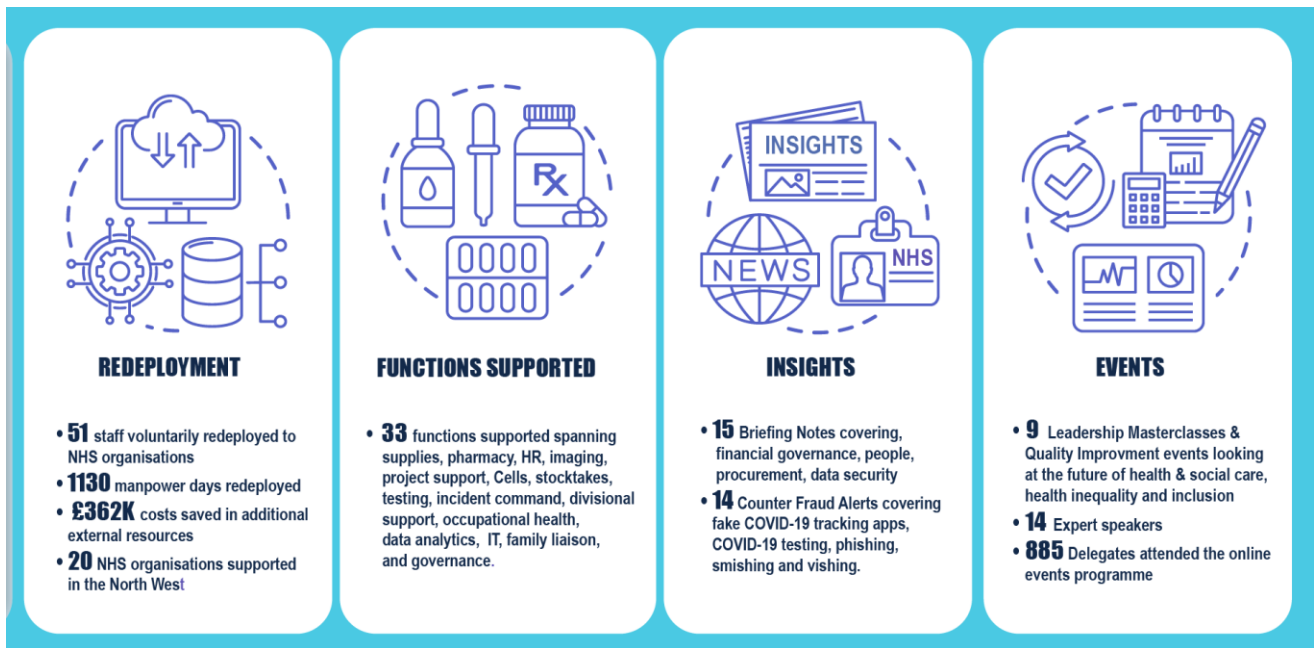 REDEPLOYMENT
• 51 staff voluntarily redeployed to
NHS organisations
• 1130 manpower days redeployed
• £362K costs saved in additional
external resources
• 20 NHS organisations supported
in the North West
Rx
FUNCTIONS SUPPORTED
• 33 functions supported spanning
supplies, pharmacy, HR, imaging,
project support, Cells, stocktakes,
testing, incident command, divisional
support, occupational health,
data analytics, IT, family liaison,
and governance.
INSIGHTS
NEWS
NHS
INSIGHTS
• 15 Briefing Notes covering,
financial governance, people,
procurement, data security
• 14 Counter Fraud Alerts covering
fake COVID-19 tracking apps,
COVID-19 testing, phishing,
smishing and vishing.
EVENTS
• 9 Leadership Masterclasses &
Quality Improvment events looking
at the future of health & social care,
health inequality and inclusion
• 14 Expert speakers
• 885 Delegates attended the online
events programme